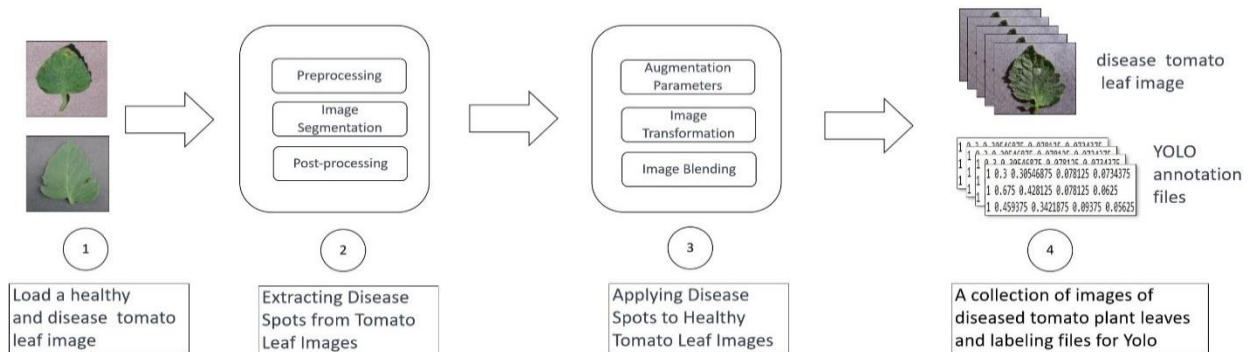 Preprocessing
Image
Segmentation
Post-processing
Augmentation
Parameters
Image
Transformation
Image Blending
disease tomato
leaf image
YOLO
annotation
files
1 0.3 0.30546875 0.078125 0.0734375
1 0.675 0.428125 0.078125 0.0625
1 0.459375 0.3421875 0.09375 0.05625
1
2
3
4
Load a healthy
and disease tomato
leaf image
Extracting Disease
Spots from Tomato
Leaf Images
Applying Disease
Spots to Healthy
Tomato Leaf Images
A collection of images of
diseased tomato plant leaves
and labeling files for Yolo